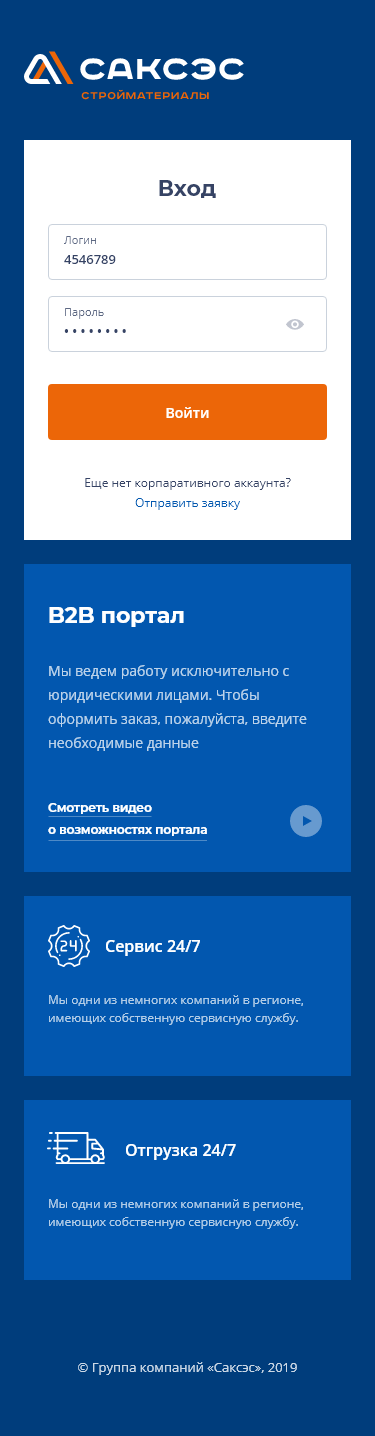 САКСЭС
СТРОЙМАТЕРИАЛЫ
Вход
Логин
4546789
Пароль
• • • • • • • •
Войти
Еще нет корпаративного аккаунта?
Отправить заявку
B2B портал
Мы ведем работу исключительно с
юридическими лицами. Чтобы
оформить заказ, пожалуйста, введите
необходимые данные
Смотреть видео
о возможностях портала
24
Сервис 24/7
Мы одни из немногих компаний в регионе,
имеющих собственную сервисную службу.
Отгрузка 24/7
Мы одни из немногих компаний в регионе,
имеющих собственную сервисную службу.
© Группа компаний «Саксэс», 2019